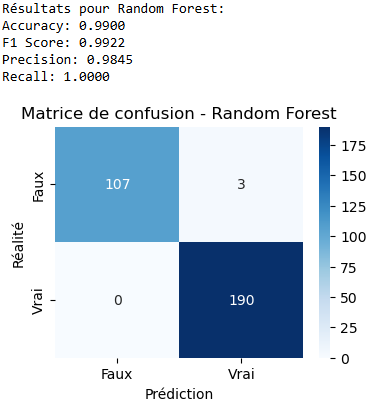 Résultats pour Random Forest:
Accuracy: 0.9900
F1 Score: 0.9922
Precision: 0.9845
Recall: 1.0000
Matrice de confusion - Random Forest
Réalité
Faux
107
3
Vrai
0
190
Faux
Vrai
Prédiction
175
150
125
100
75
50
25
0